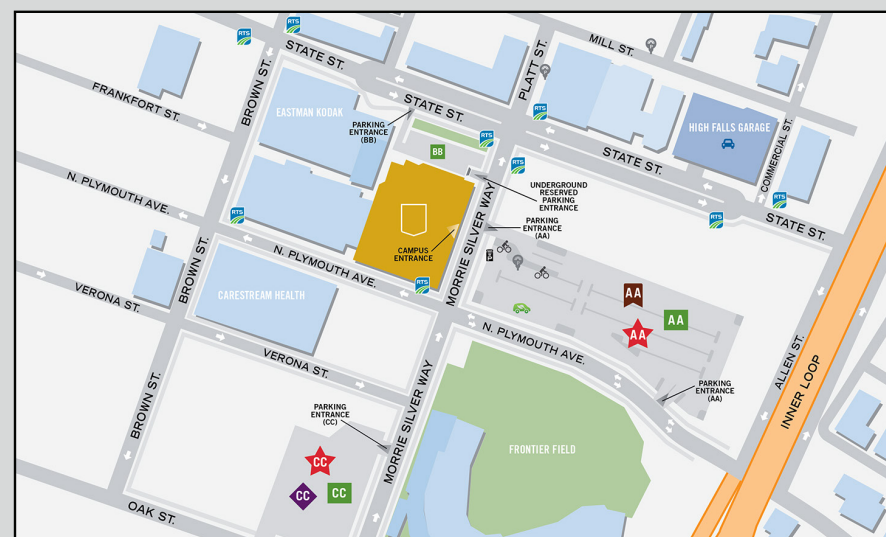 RTS
RTS
STATE ST.
BROWN ST.
FRANKFORT ST.
EASTMAN KODAK
STATE ST.
PARKING
ENTRANCE
(BB)
BB
RTS
PLATT ST.
MILL ST.
RTS
HIGH FALLS GARAGE
COMMERCIAL ST.
STATE ST.
RTS
RTS
STATE ST.
RTS
UNDERGROUND
RESERVED
PARKING
ENTRANCE
PARKING
ENTRANCE
(AA)
N. PLYMOUTH AVE.
RTS
BROWN ST.
N. PLYMOUTH AVE.
CAMPUS
ENTRANCE
RTS
MORRIE SILVER WAY
CARESTREAM HEALTH
VERONA ST.
VERONA ST.
AA
AA
AA
N. PLYMOUTH AVE.
PARKING
ENTRANCE
(AA)
ALLEN ST.
INNER LOOP
BROWN ST.
PARKING
ENTRANCE
(CC)
MORRIE SILVER WAY
FRONTIER FIELD
CC
CC
CC
OAK ST.